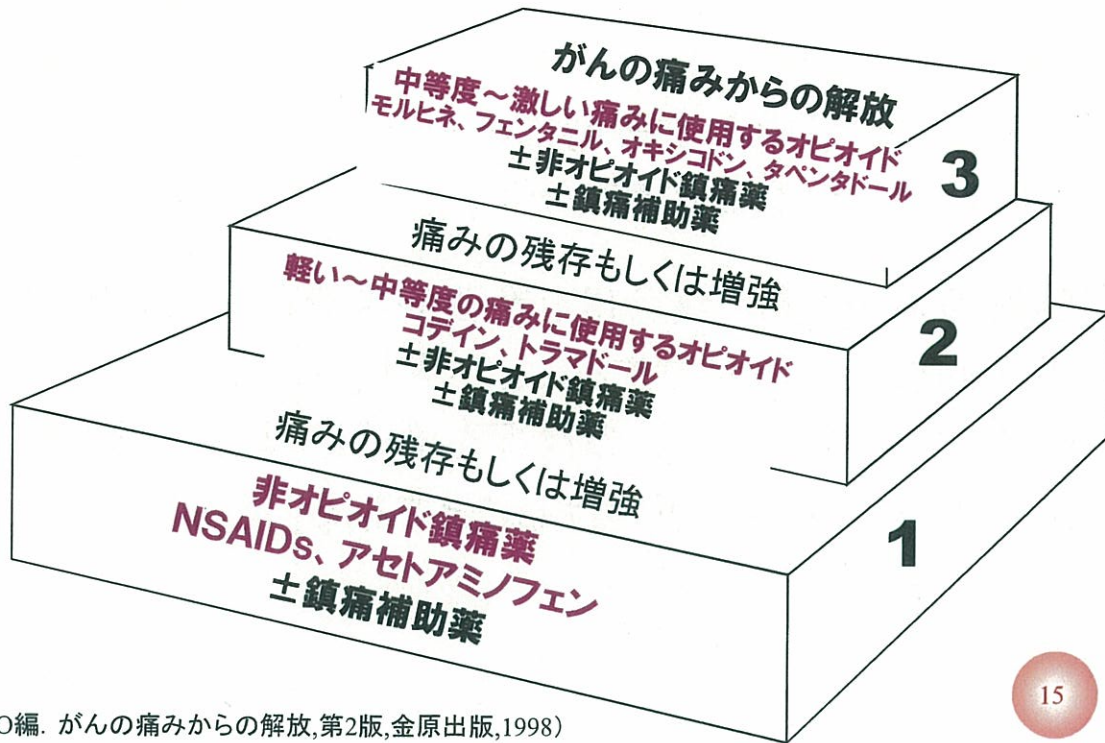 がんの痛みからの解放
中等度~激しい痛みに使用するオピオイド
モルヒネ、フェンタニル、オキシコドン、タペンタドール
±非オピオイド鎮痛薬
±鎮痛補助薬
3
痛みの残存もしくは増強
軽い~中等度の痛みに使用するオピオイド
コデイン、トラマドール
±非オピオイド鎮痛薬
±鎮痛補助薬
2
痛みの残存もしくは増強
非オピオイド鎮痛薬
NSAIDs、アセトアミノフェン
±鎮痛補助薬
1
15
O編. がんの痛みからの解放,第2版,金原出版,1998)